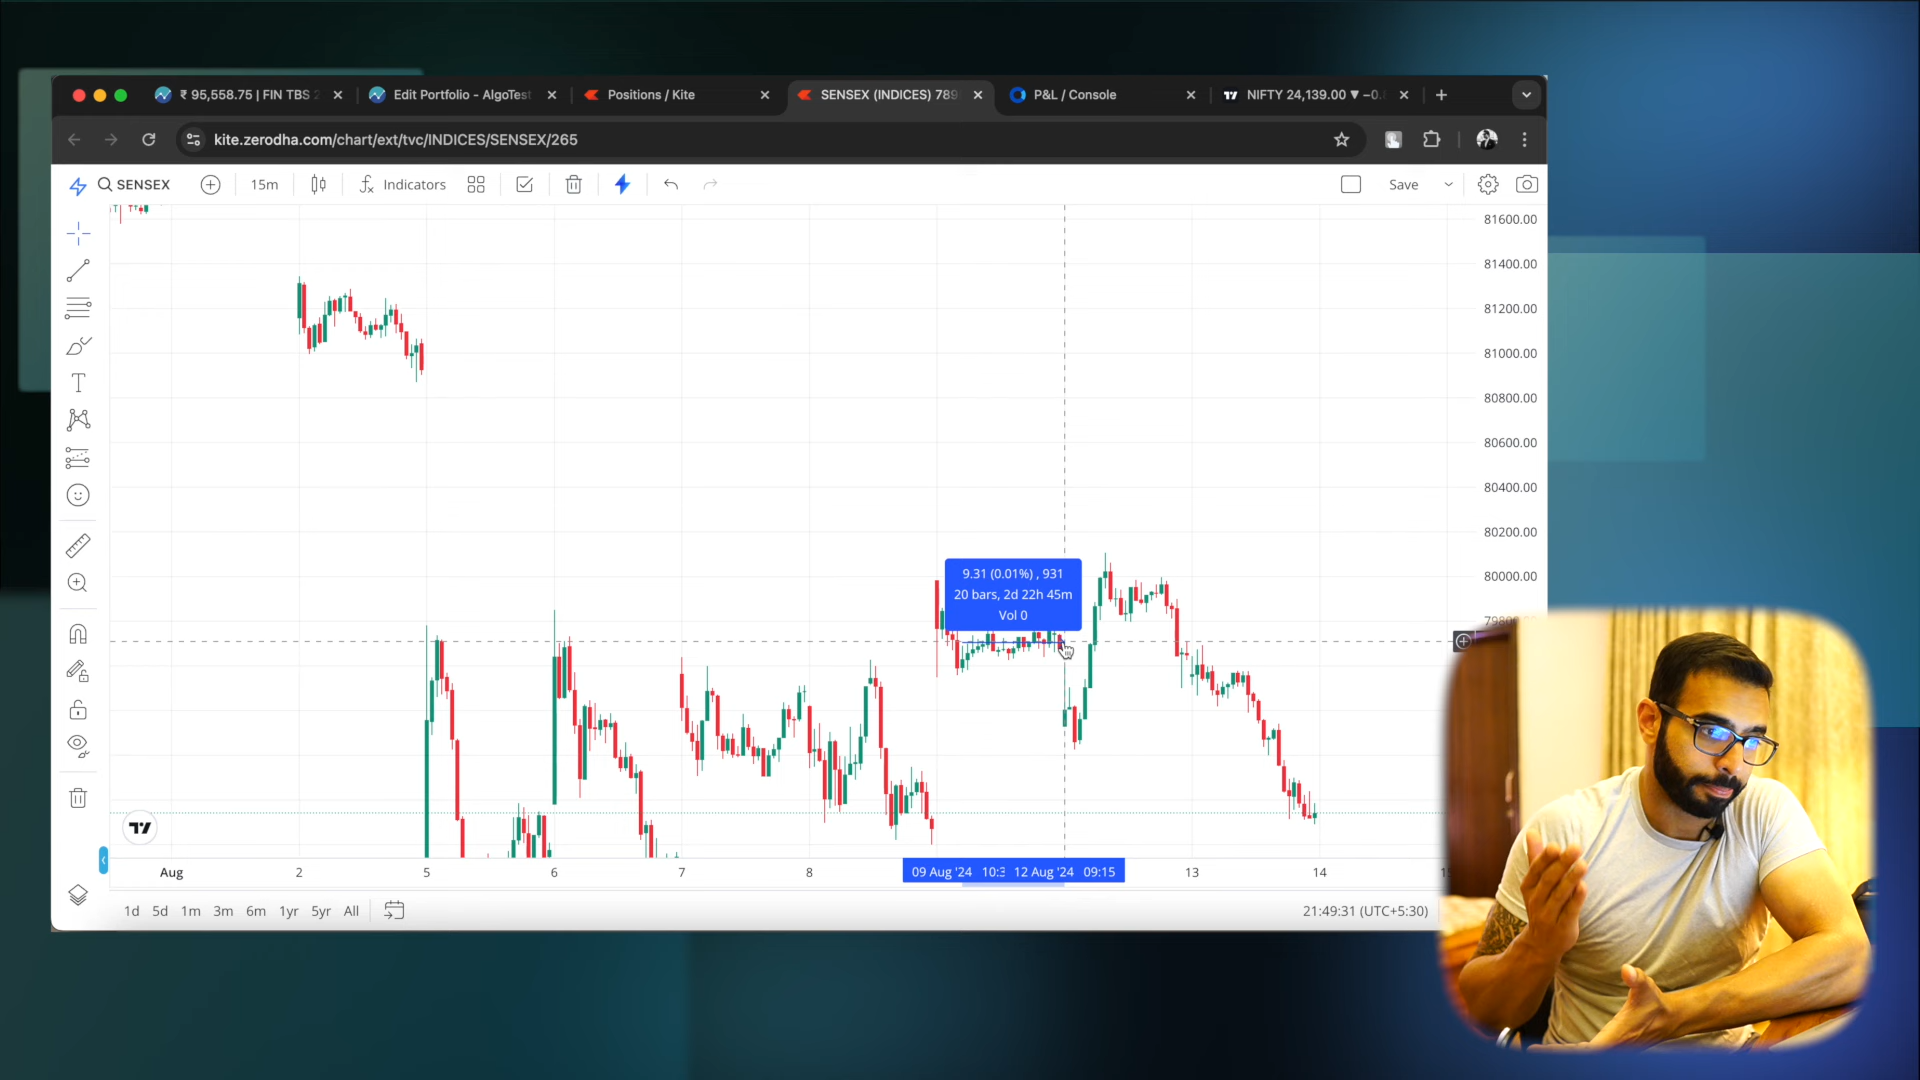 ₹ 95,558.75 | FIN TBS 2
Edit Portfolio - AlgoTest
Positions / Kite
SENSEX (INDICES) 789
P&L / Console
NIFTY 24,139.00 ▼ −0.
kite.zerodha.com/chart/ext/tvc/INDICES/SENSEX/265
SENSEX
15m
Indicators
Save
81600.00
81400.00
81200.00
81000.00
80800.00
80600.00
80400.00
80200.00
80000.00
9.31 (0.01%) , 931
20 bars, 2d 22h 45m
Vol 0
Aug
2
5
6
7
8
09 Aug '24 10:3
12 Aug '24 09:15
13
14
1d 5d 1m 3m 6m 1yr 5yr All
21:49:31 (UTC+5:30)